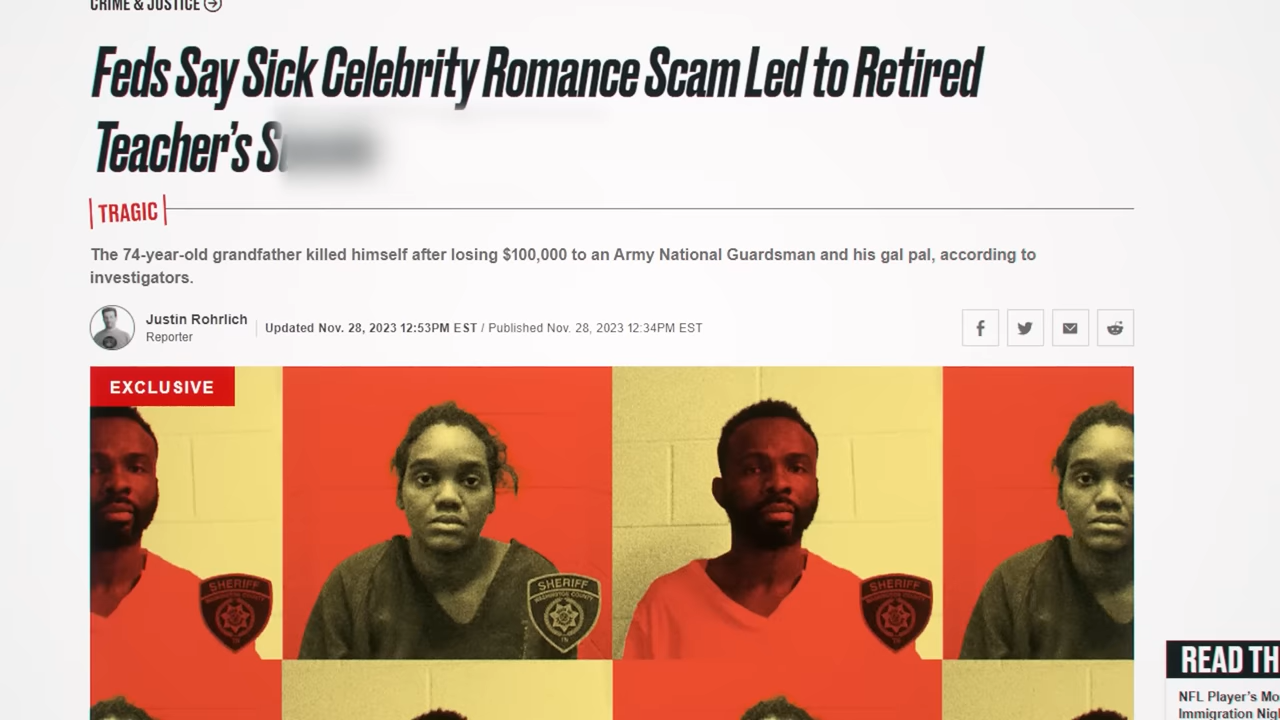 CRIME & JUSTICE
Feds Say Sick Celebrity Romance Scam Led to Retired
Teacher's S
TRAGIC
The 74-year-old grandfather killed himself after losing $100,000 to an Army National Guardsman and his gal pal, according to
investigators.
Justin Rohrlich
Reporter
Updated Nov. 28, 2023 12:53PM EST / Published Nov. 28, 2023 12:34PM EST
EXCLUSIVE
SHERIFF
SHERIFF
WASHINGTON COUNTY
SHERIFF
READ TH
NFL Player's Mo
Immigration Nigh